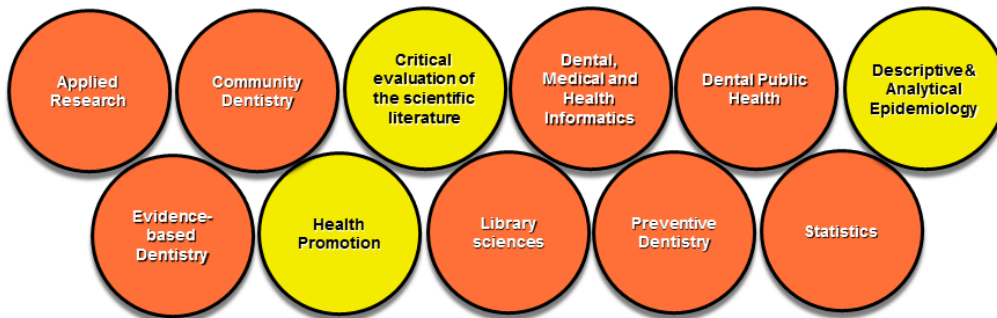 Applied
Research
Community
Dentistry
Critical
evaluation of
the scientific
literature
Dental,
Medical and
Health
Informatics
Dental Public
Health
Descriptive &
Analytical
Epidemiology
Evidence-
based
Dentistry
Health
Promotion
Library
sciences
Preventive
Dentistry
Statistics